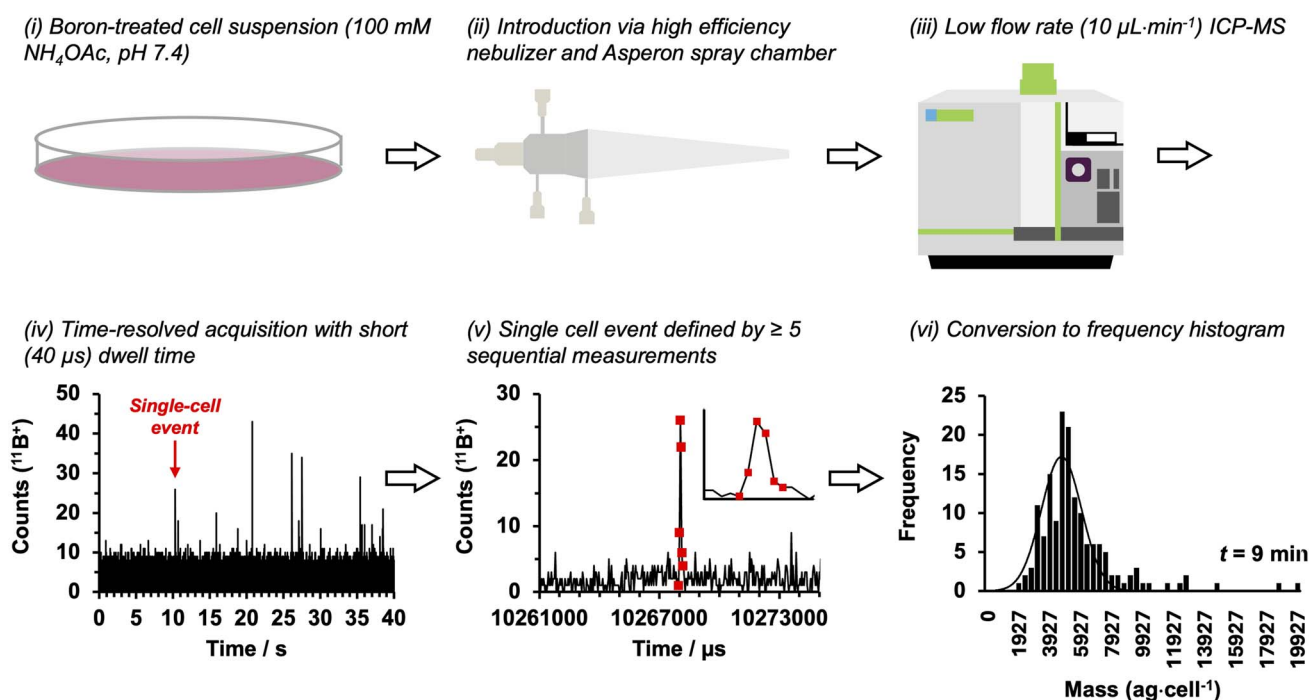 (i) Boron-treated cell suspension (100 mM
NH₄OAc, pH 7.4)
(ii) Introduction via high efficiency
nebulizer and Asperon spray chamber
(iii) Low flow rate (10 µL·min⁻¹) ICP-MS
(iv) Time-resolved acquisition with short
(40 µs) dwell time
50
40
30
20
10
0
Counts (¹¹B⁺)
Single-cell
event
0 5 10 15 20 25 30 35 40
Time / s
(v) Single cell event defined by ≥ 5
sequential measurements
30
20
10
0
Counts (¹¹B⁺)
10261000 10267000 10273000
Time / µs
(vi) Conversion to frequency histogram
25
20
15
10
5
0
Frequency
t = 9 min
0
1927
3927
5927
7927
9927
11927
13927
15927
17927
19927
Mass (ag·cell⁻¹)